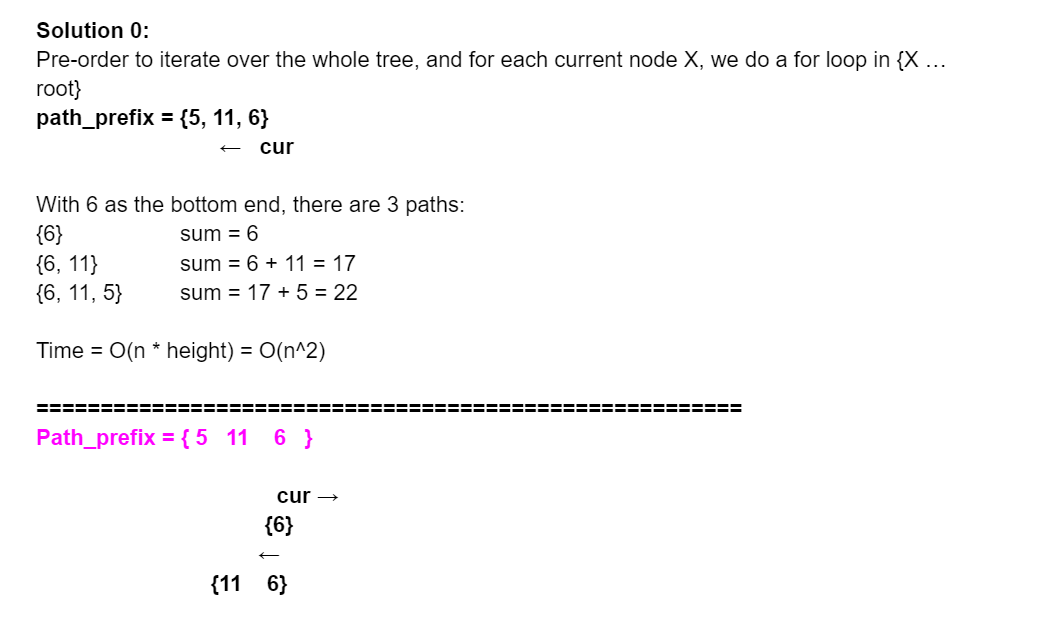 Solution 0:
Pre-order to iterate over the whole tree, and for each current node X, we do a for loop in {X …
root}
path_prefix = {5, 11, 6}
← cur
With 6 as the bottom end, there are 3 paths:
{6} sum = 6
{6, 11} sum = 6 + 11 = 17
{6, 11, 5} sum = 17 + 5 = 22
Time = O(n * height) = O(n^2)
=======================================================
Path_prefix = { 5 11 6 }
cur →
{6}
←
{11 6}